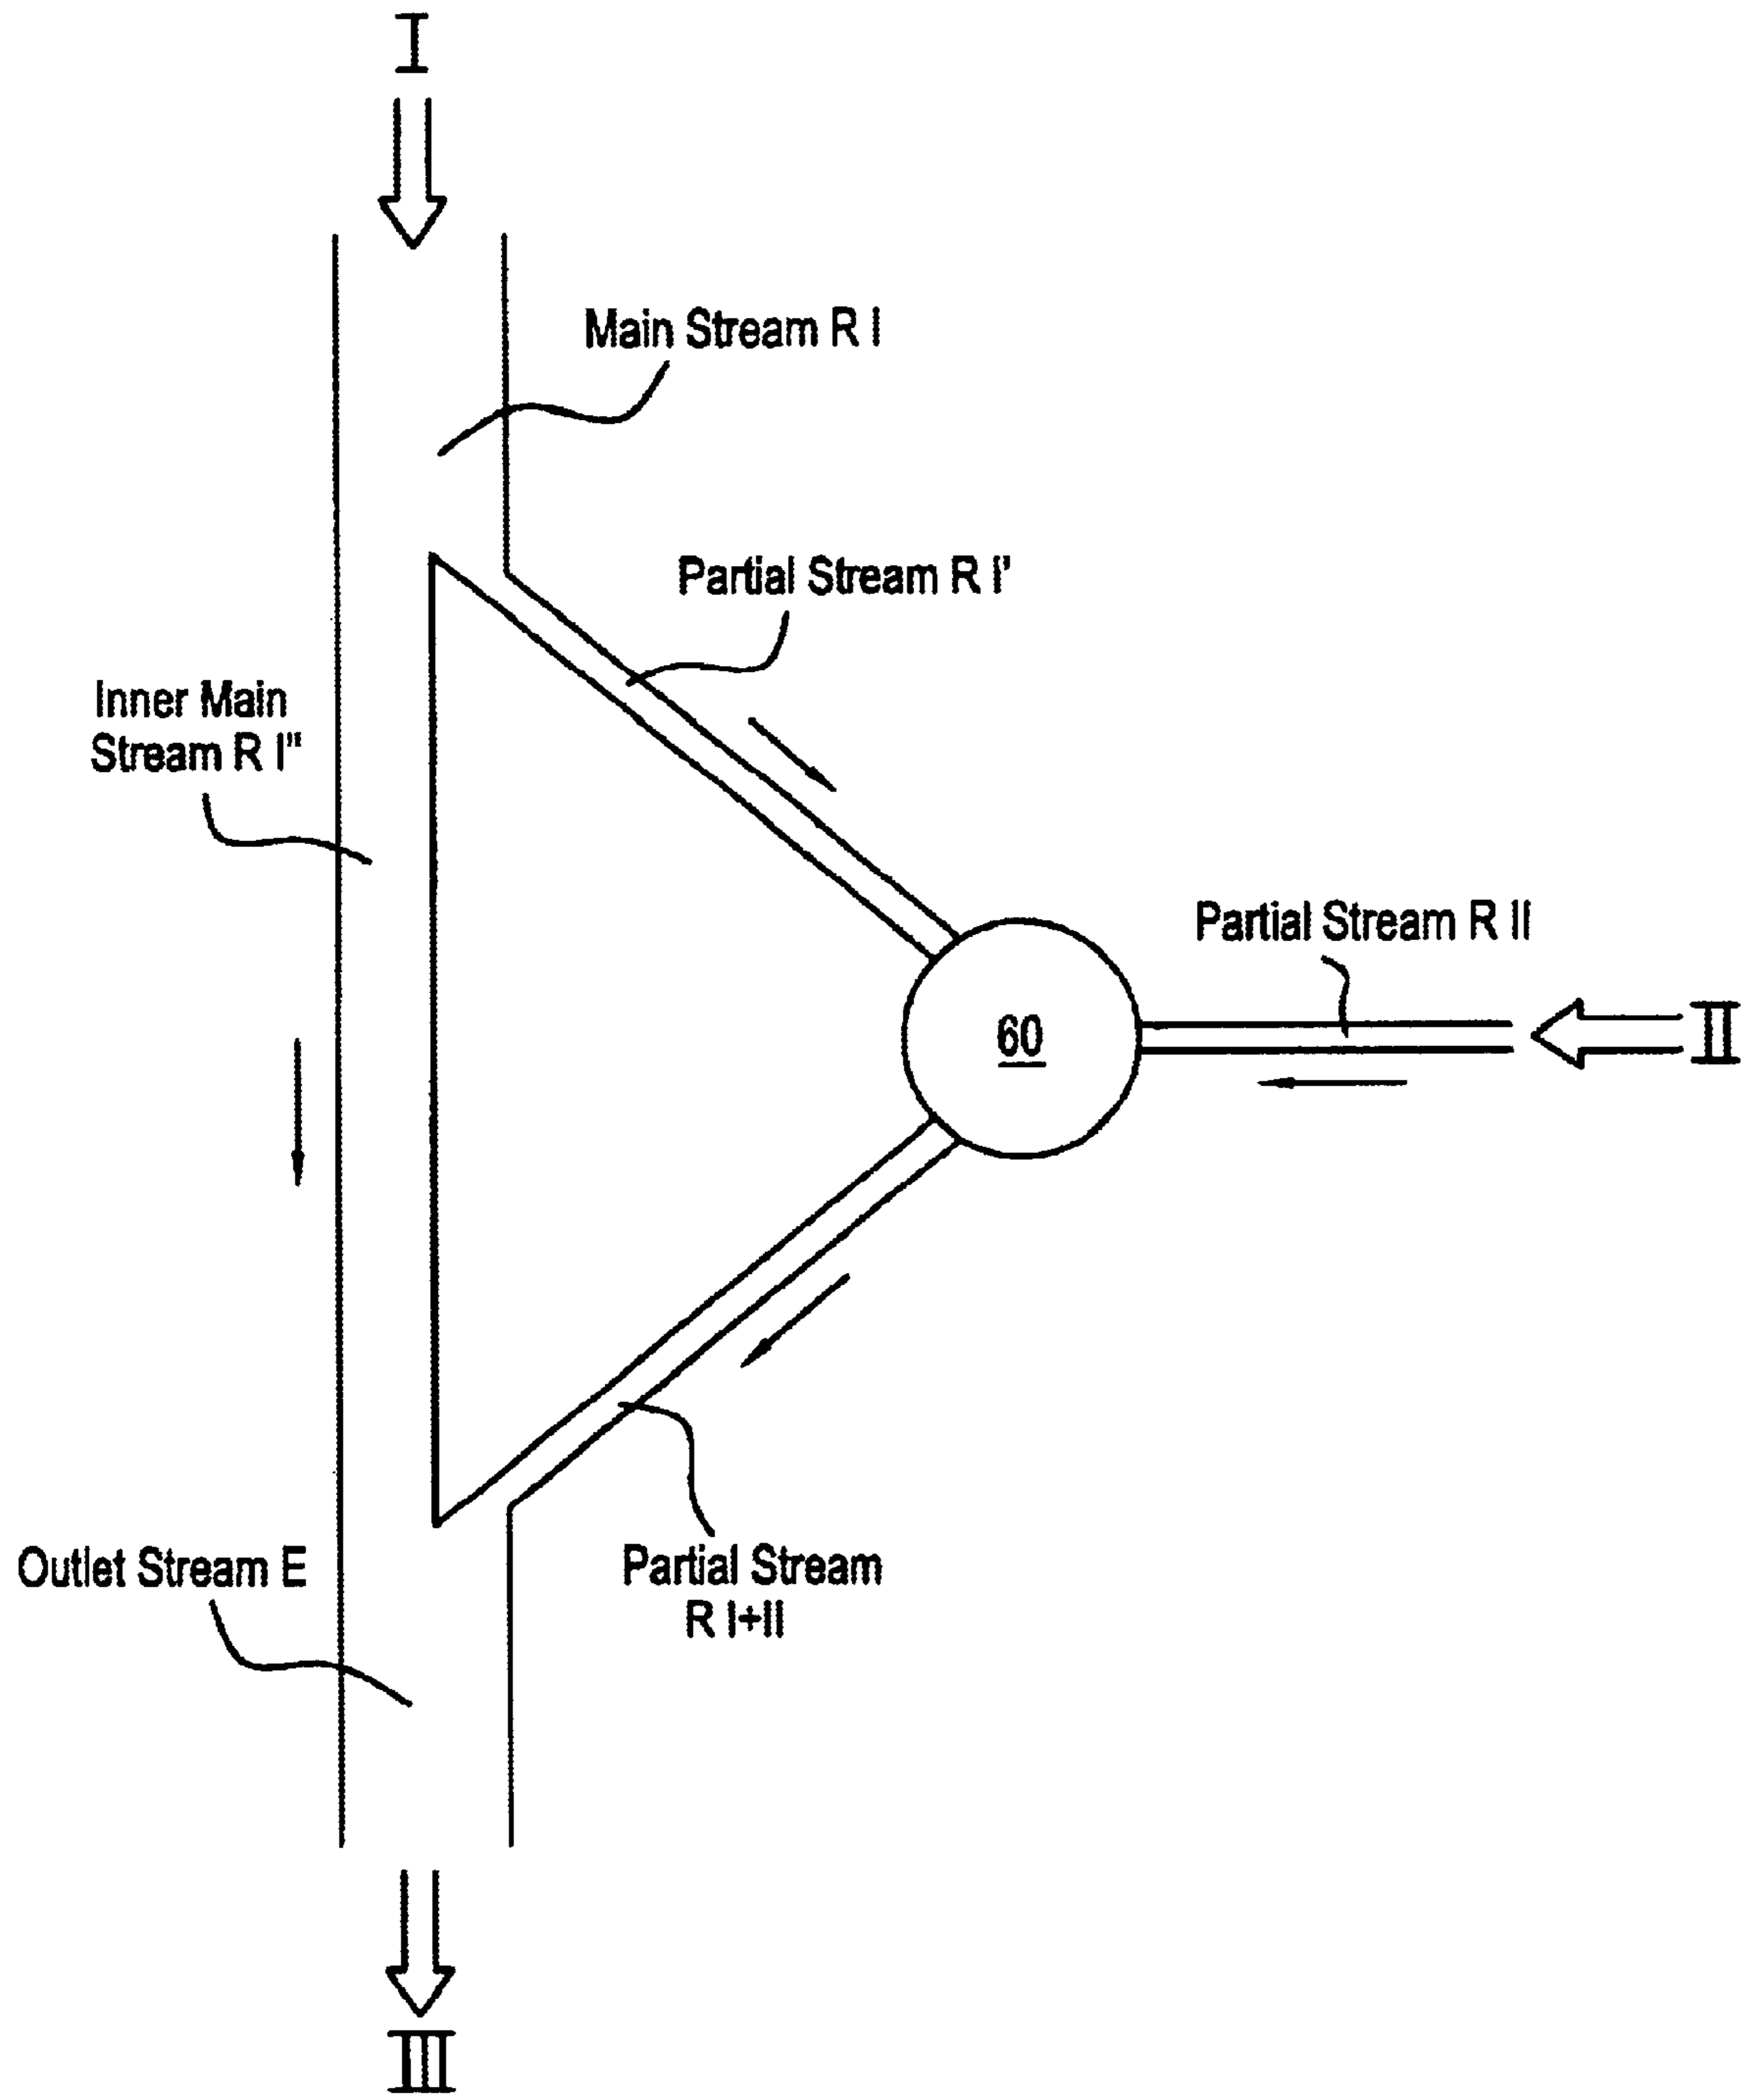 I
Main Stream R I
Partial Stream R I'
Inner Main
Stream R I"
Partial Stream R II
60
II
Outlet Stream E
Partial Stream
R I+II
III